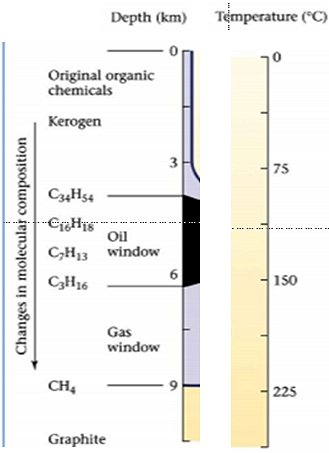 Depth (km)
Temperature (°C)
0
0
Original organic
chemicals
Kerogen
3
75
C₃₄H₅₄
C₁₆H₁₈
Oil
window
C₇H₁₃
6
150
C₃H₁₆
Gas
window
CH₄
9
225
Graphite
Changes in molecular composition